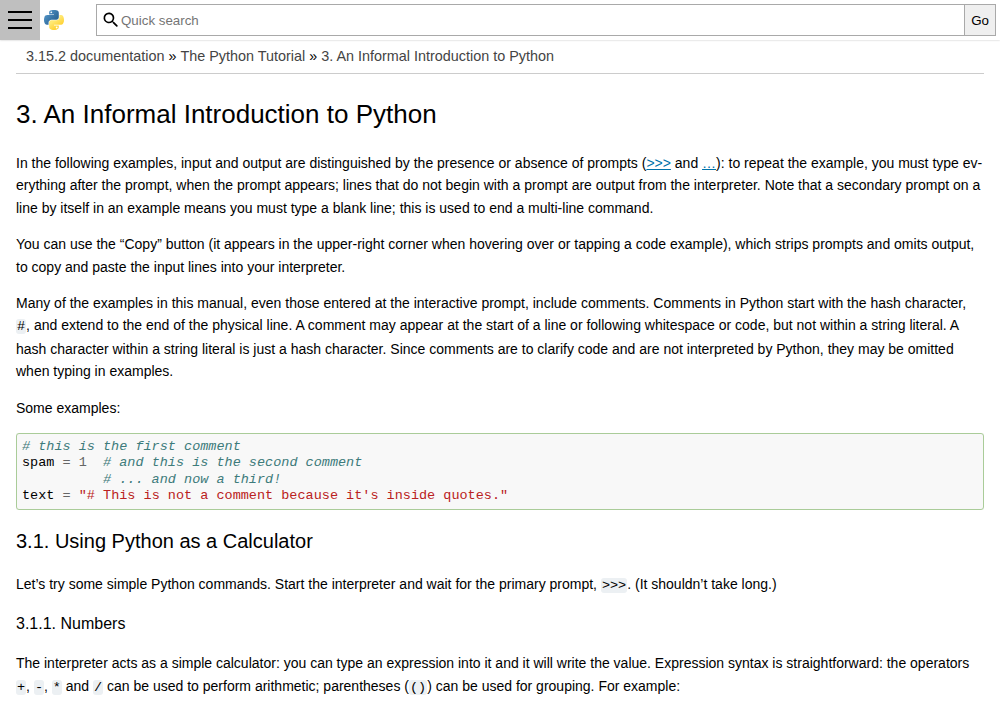 Quick search
Go
3.15.2 documentation » The Python Tutorial » 3. An Informal Introduction to Python
3. An Informal Introduction to Python
In the following examples, input and output are distinguished by the presence or absence of prompts (>>> and …): to repeat the example, you must type ev-
erything after the prompt, when the prompt appears; lines that do not begin with a prompt are output from the interpreter. Note that a secondary prompt on a
line by itself in an example means you must type a blank line; this is used to end a multi-line command.
You can use the “Copy” button (it appears in the upper-right corner when hovering over or tapping a code example), which strips prompts and omits output,
to copy and paste the input lines into your interpreter.
Many of the examples in this manual, even those entered at the interactive prompt, include comments. Comments in Python start with the hash character,
#, and extend to the end of the physical line. A comment may appear at the start of a line or following whitespace or code, but not within a string literal. A
hash character within a string literal is just a hash character. Since comments are to clarify code and are not interpreted by Python, they may be omitted
when typing in examples.
Some examples:
# this is the first comment
spam = 1  # and this is the second comment
          # ... and now a third!
text = "# This is not a comment because it's inside quotes."
3.1. Using Python as a Calculator
Let’s try some simple Python commands. Start the interpreter and wait for the primary prompt, >>>. (It shouldn’t take long.)
3.1.1. Numbers
The interpreter acts as a simple calculator: you can type an expression into it and it will write the value. Expression syntax is straightforward: the operators
+, -, * and / can be used to perform arithmetic; parentheses (()) can be used for grouping. For example: